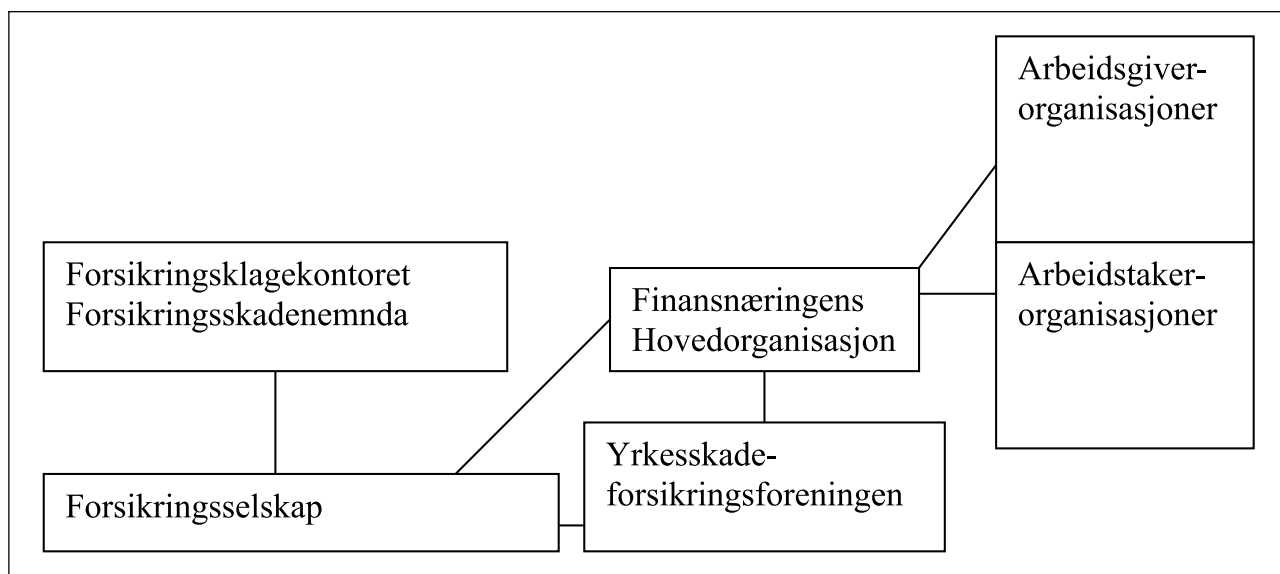 Arbeidsgiver-
organisasjoner
Forsikringsklagekontoret
Forsikringsskadenemnda
Finansnæringens
Hovedorganisasjon
Arbeidstaker-
organisasjoner
Yrkesskade-
forsikringsforeningen
Forsikringsselskap